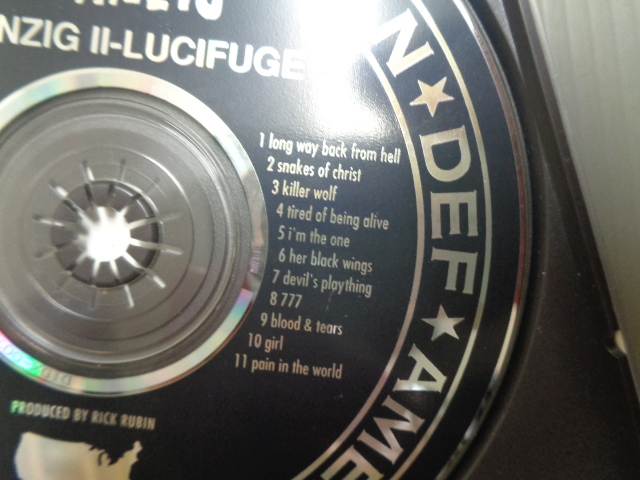 NZIG II-LUCIFUGE
1 long way back from hell
2 snakes of christ
3 killer wolf
4 tired of being alive
5 i'm the one
6 her black wings
7 devil's plaything
8 777
9 blood & tears
10 girl
11 pain in the world
PRODUCED BY RICK RUBIN
N★DEF★AME